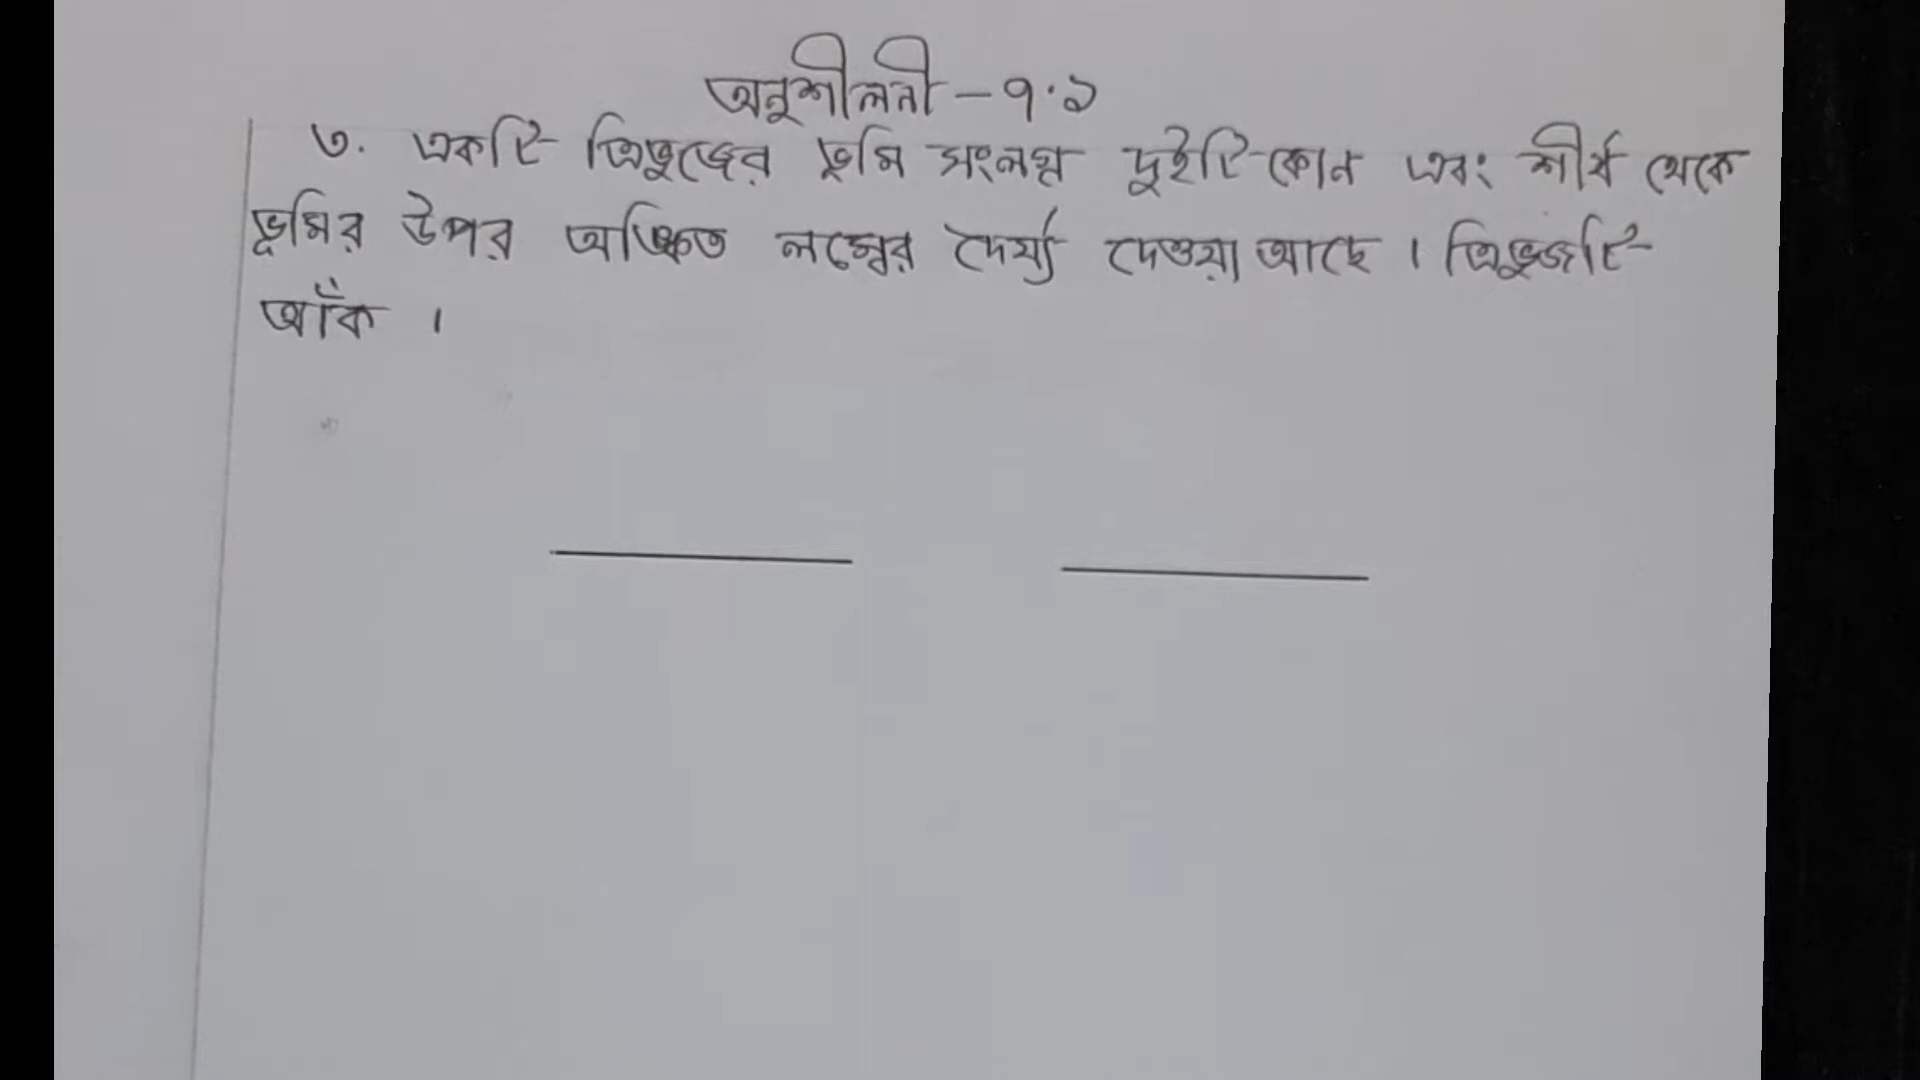 অনুশীলনী – ৭.১
৩. একটি ত্রিভুজের ভূমি সংলগ্ন দুইটি কোন এবং শীর্ষ থেকে
ভূমির উপর অঙ্কিত লম্বের দৈর্ঘ্য দেওয়া আছে । ত্রিভুজটি
আঁক ।